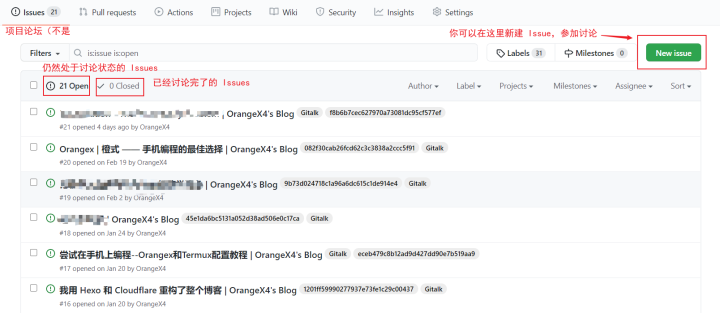 Issues 21 Pull requests Actions Projects Wiki Security Insights Settings
项目论坛（不是
你可以在这里新建 Issue，参加讨论
Filters is:issue is:open Labels 31 Milestones 0 New issue
仍然处于讨论状态的 Issues
21 Open 0 Closed 已经讨论完了的 Issues Author Label Projects Milestones Assignee Sort
| OrangeX4's Blog Gitalk f8b6b7cec627970a73081dc95cf577ef
#21 opened 4 days ago by OrangeX4
Orangex | 橙式 —— 手机编程的最佳选择 | OrangeX4's Blog 082f30cab26fcd62c3c3838a2ccc5f91 Gitalk
#20 opened on Feb 19 by OrangeX4
| OrangeX4's Blog 9b73d024718c1a96a6dc615c1de914e4 Gitalk
#19 opened on Feb 2 by OrangeX4
OrangeX4's Blog 45e1da6bc5131a052d38ad506e0c17ca Gitalk
#18 opened on Jan 24 by OrangeX4
尝试在手机上编程--Orangex和Termux配置教程 | OrangeX4's Blog Gitalk eceb479c8b12ad9d427dd90e7b519aa9
#17 opened on Jan 20 by OrangeX4
我用 Hexo 和 Cloudflare 重构了整个博客 | OrangeX4's Blog 1201ff59990277937e73fe1c29c00437 Gitalk
#16 opened on Jan 20 by OrangeX4